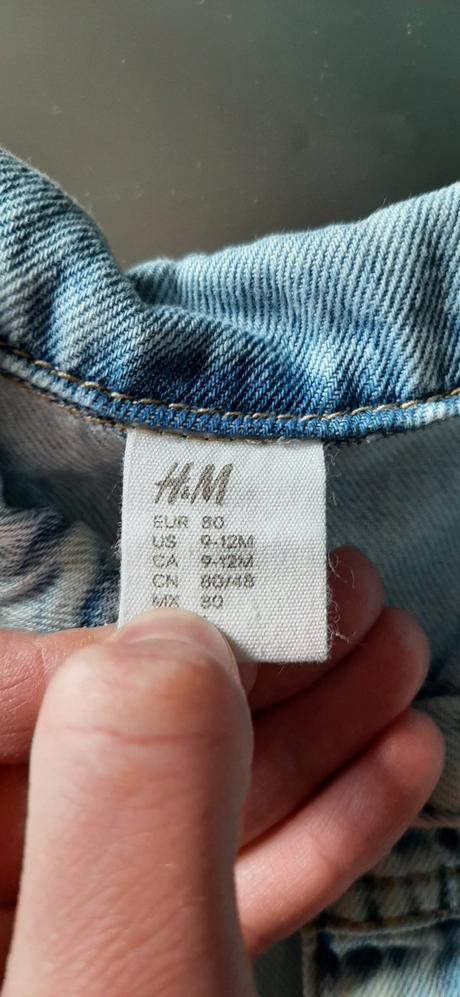 H&M
EUR 80
US 9-12M
CA 9-12M
CN 80/48
MX 80